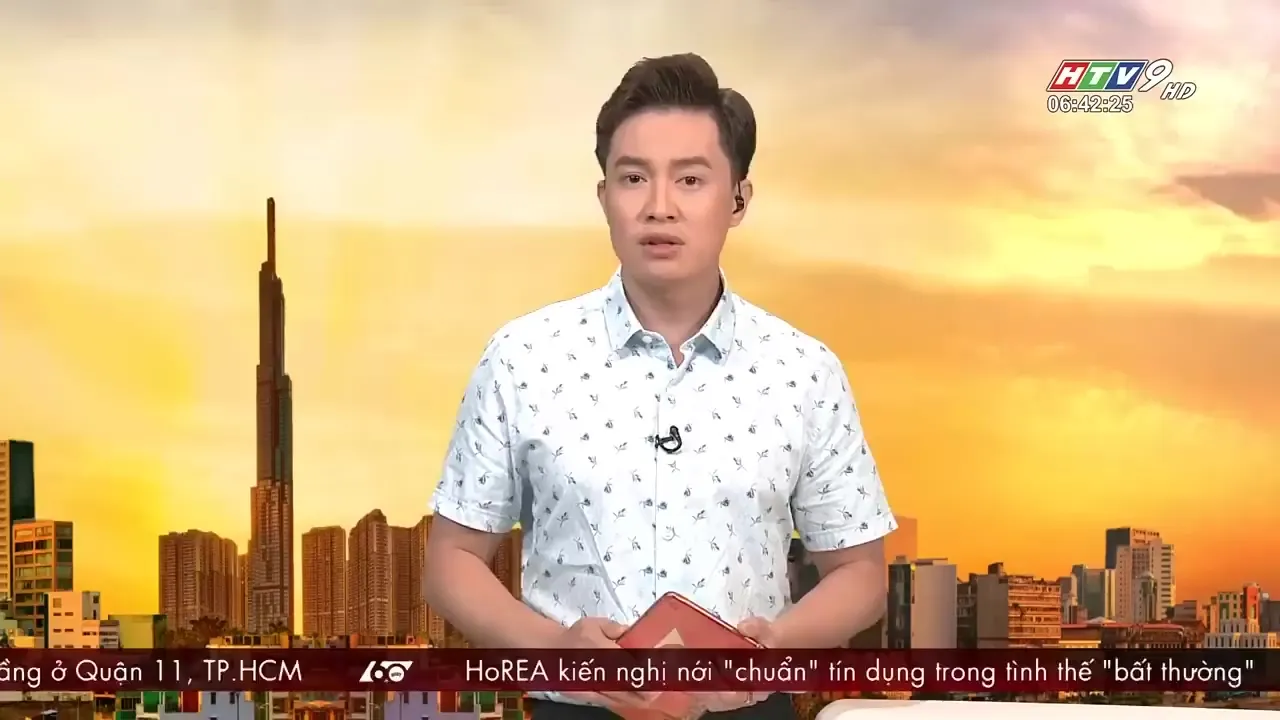 HTV9 HD
06:42:25
ầng ở Quận 11, TP.HCM 60 HoREA kiến nghị nới "chuẩn" tín dụng trong tình thế "bất thường"